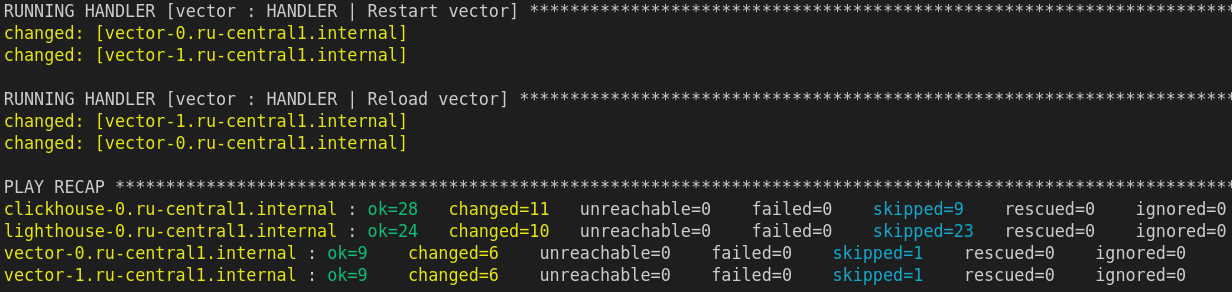 RUNNING HANDLER [vector : HANDLER | Restart vector] **********************************************************************
changed: [vector-0.ru-central1.internal]
changed: [vector-1.ru-central1.internal]
RUNNING HANDLER [vector : HANDLER | Reload vector] ***********************************************************************
changed: [vector-1.ru-central1.internal]
changed: [vector-0.ru-central1.internal]
PLAY RECAP ***************************************************************************************************************
clickhouse-0.ru-central1.internal : ok=28   changed=11   unreachable=0    failed=0    skipped=9    rescued=0    ignored=0
lighthouse-0.ru-central1.internal : ok=24   changed=10   unreachable=0    failed=0    skipped=23   rescued=0    ignored=0
vector-0.ru-central1.internal : ok=9    changed=6    unreachable=0    failed=0    skipped=1    rescued=0    ignored=0
vector-1.ru-central1.internal : ok=9    changed=6    unreachable=0    failed=0    skipped=1    rescued=0    ignored=0